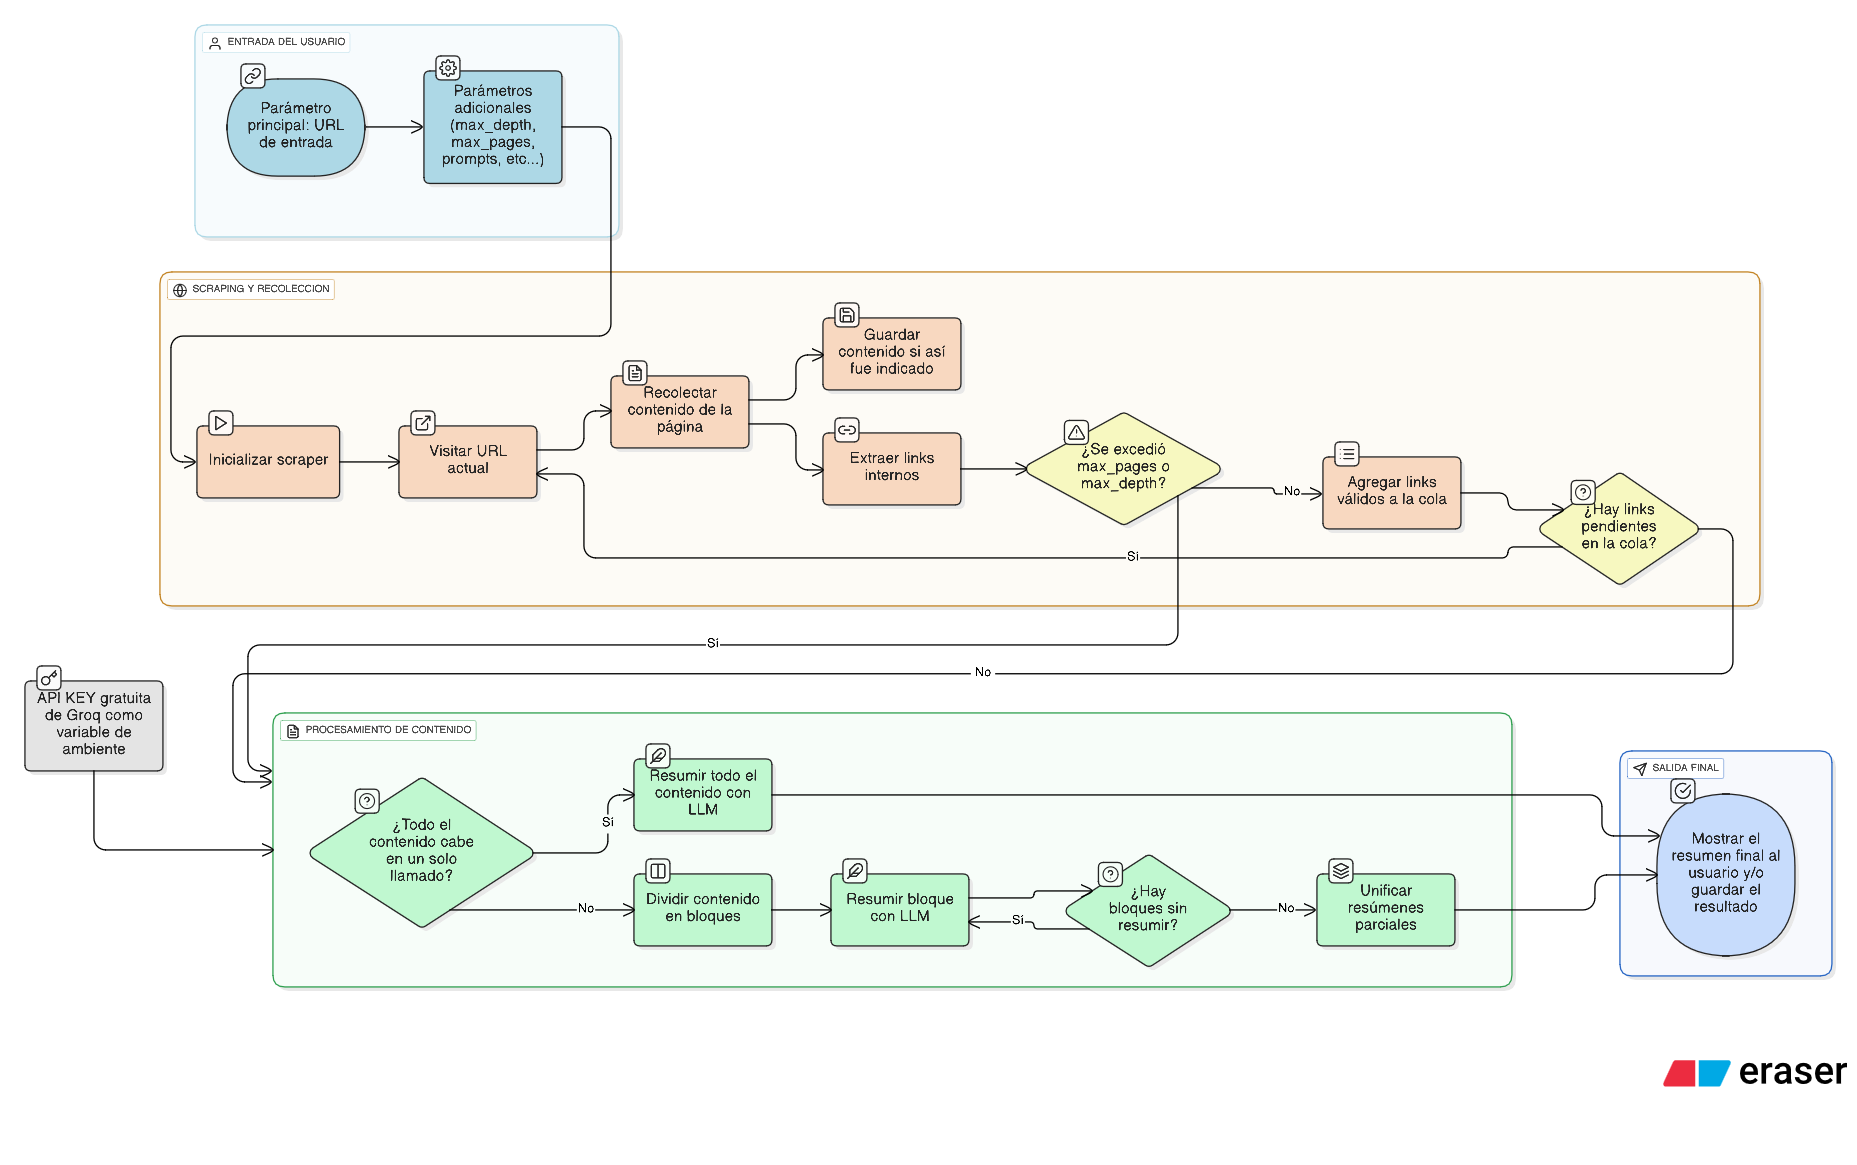 ENTRADA DEL USUARIO
Parámetro
principal: URL
de entrada
Parámetros
adicionales
(max_depth,
max_pages,
prompts, etc...)
SCRAPING Y RECOLECCION
Inicializar scraper
Visitar URL
actual
Recolectar
contenido de la
página
Guardar
contenido si así
fue indicado
Extraer links
internos
¿Se excedió
max_pages o
max_depth?
No
Agregar links
válidos a la cola
¿Hay links
pendientes
en la cola?
Sí
Sí
No
API KEY gratuita
de Groq como
variable de
ambiente
PROCESAMIENTO DE CONTENIDO
¿Todo el
contenido cabe
en un solo
llamado?
Sí
Resumir todo el
contenido con
LLM
No
Dividir contenido
en bloques
Resumir bloque
con LLM
Sí
¿Hay
bloques sin
resumir?
No
Unificar
resúmenes
parciales
SALIDA FINAL
Mostrar el
resumen final al
usuario y/o
guardar el
resultado
eraser